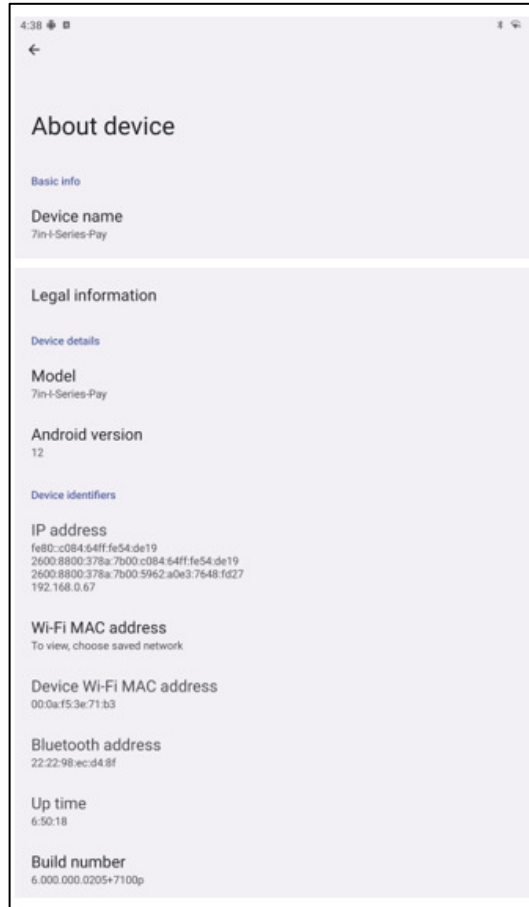 4:38
About device
Basic info
Device name
7in-I-Series-Pay
Legal information
Device details
Model
7in-I-Series-Pay
Android version
12
Device identifiers
IP address
fe80::c084:64ff:fe54:de19
2600:8800:378a:7b00:c084:64ff:fe54:de19
2600:8800:378a:7b00:5962:a0e3:7648:fd27
192.168.0.67
Wi-Fi MAC address
To view, choose saved network
Device Wi-Fi MAC address
00:0a:f5:3e:71:b3
Bluetooth address
22:22:98:ec:d4:8f
Up time
6:50:18
Build number
6.000.000.0205+7100p